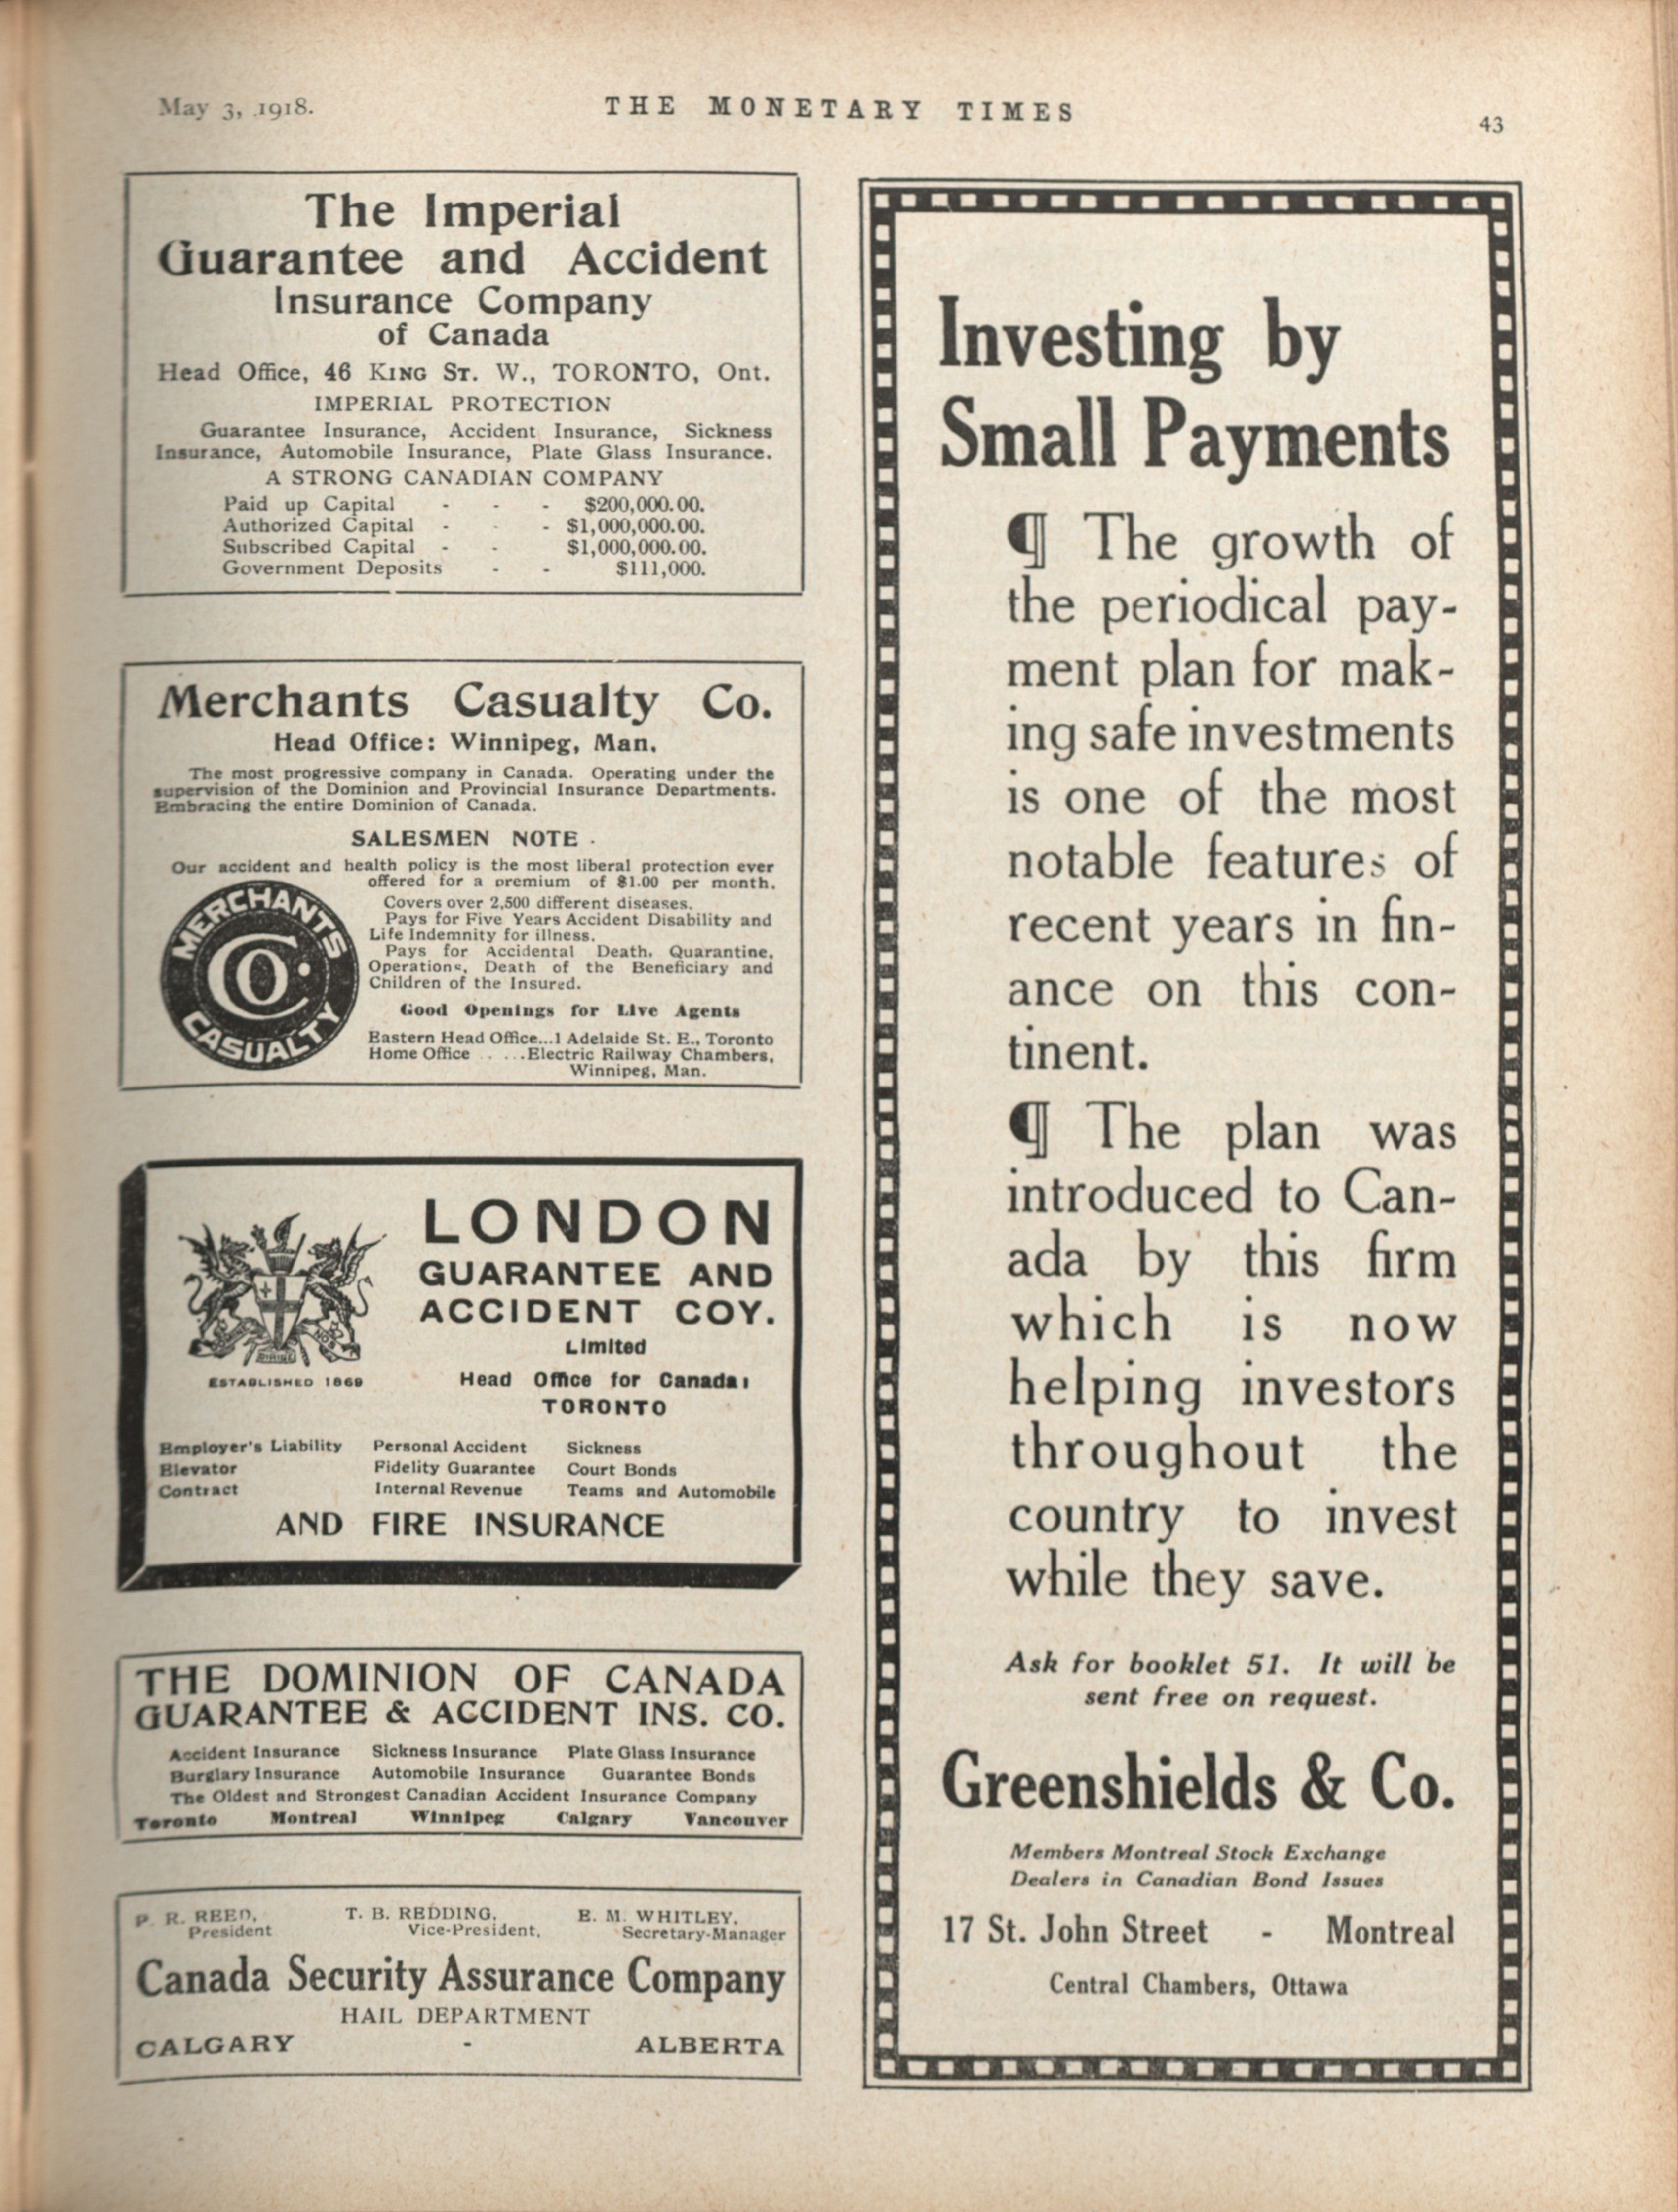 May 3, 1918.
THE MONETARY TIMES
43
The Imperial
Guarantee and Accident
Insurance Company
of Canada
Head Office, 46 KING ST. W., TORONTO, Ont.
IMPERIAL PROTECTION
Guarantee Insurance, Accident Insurance, Sickness
Insurance, Automobile Insurance, Plate Glass Insurance.
A STRONG CANADIAN COMPANY
Paid up Capital - - - $200,000.00.
Authorized Capital - - - $1,000,000.00.
Subscribed Capital - - $1,000,000.00.
Government Deposits - - $111,000.
Merchants Casualty Co.
Head Office: Winnipeg, Man.
The most progressive company in Canada. Operating under the
supervision of the Dominion and Provincial Insurance Departments.
Embracing the entire Dominion of Canada.
SALESMEN NOTE
Our accident and health policy is the most liberal protection ever
offered for a premium of $1.00 per month.
Covers over 2,500 different diseases.
Pays for Five Years Accident Disability and
Life Indemnity for illness.
Pays for Accidental Death, Quarantine,
Operations, Death of the Beneficiary and
Children of the Insured.
Good Openings for Live Agents
Eastern Head Office...1 Adelaide St. E., Toronto
Home Office .. ...Electric Railway Chambers,
Winnipeg, Man.
MERCHANTS
CO.
CASUALTY
LONDON
GUARANTEE AND
ACCIDENT COY.
Limited
ESTABLISHED 1869
Head Office for Canada:
TORONTO
Employer's Liability Personal Accident Sickness
Elevator Fidelity Guarantee Court Bonds
Contract Internal Revenue Teams and Automobile
AND FIRE INSURANCE
THE DOMINION OF CANADA
GUARANTEE & ACCIDENT INS. CO.
Accident Insurance Sickness Insurance Plate Glass Insurance
Burglary Insurance Automobile Insurance Guarantee Bonds
The Oldest and Strongest Canadian Accident Insurance Company
Toronto Montreal Winnipeg Calgary Vancouver
P. R. REED, T. B. REDDING, E. M. WHITLEY,
President Vice-President, Secretary-Manager
Canada Security Assurance Company
HAIL DEPARTMENT
CALGARY - ALBERTA
Investing by
Small Payments
¶ The growth of
the periodical pay-
ment plan for mak-
ing safe investments
is one of the most
notable features of
recent years in fin-
ance on this con-
tinent.
¶ The plan was
introduced to Can-
ada by this firm
which is now
helping investors
throughout the
country to invest
while they save.
Ask for booklet 51. It will be
sent free on request.
Greenshields & Co.
Members Montreal Stock Exchange
Dealers in Canadian Bond Issues
17 St. John Street - Montreal
Central Chambers, Ottawa